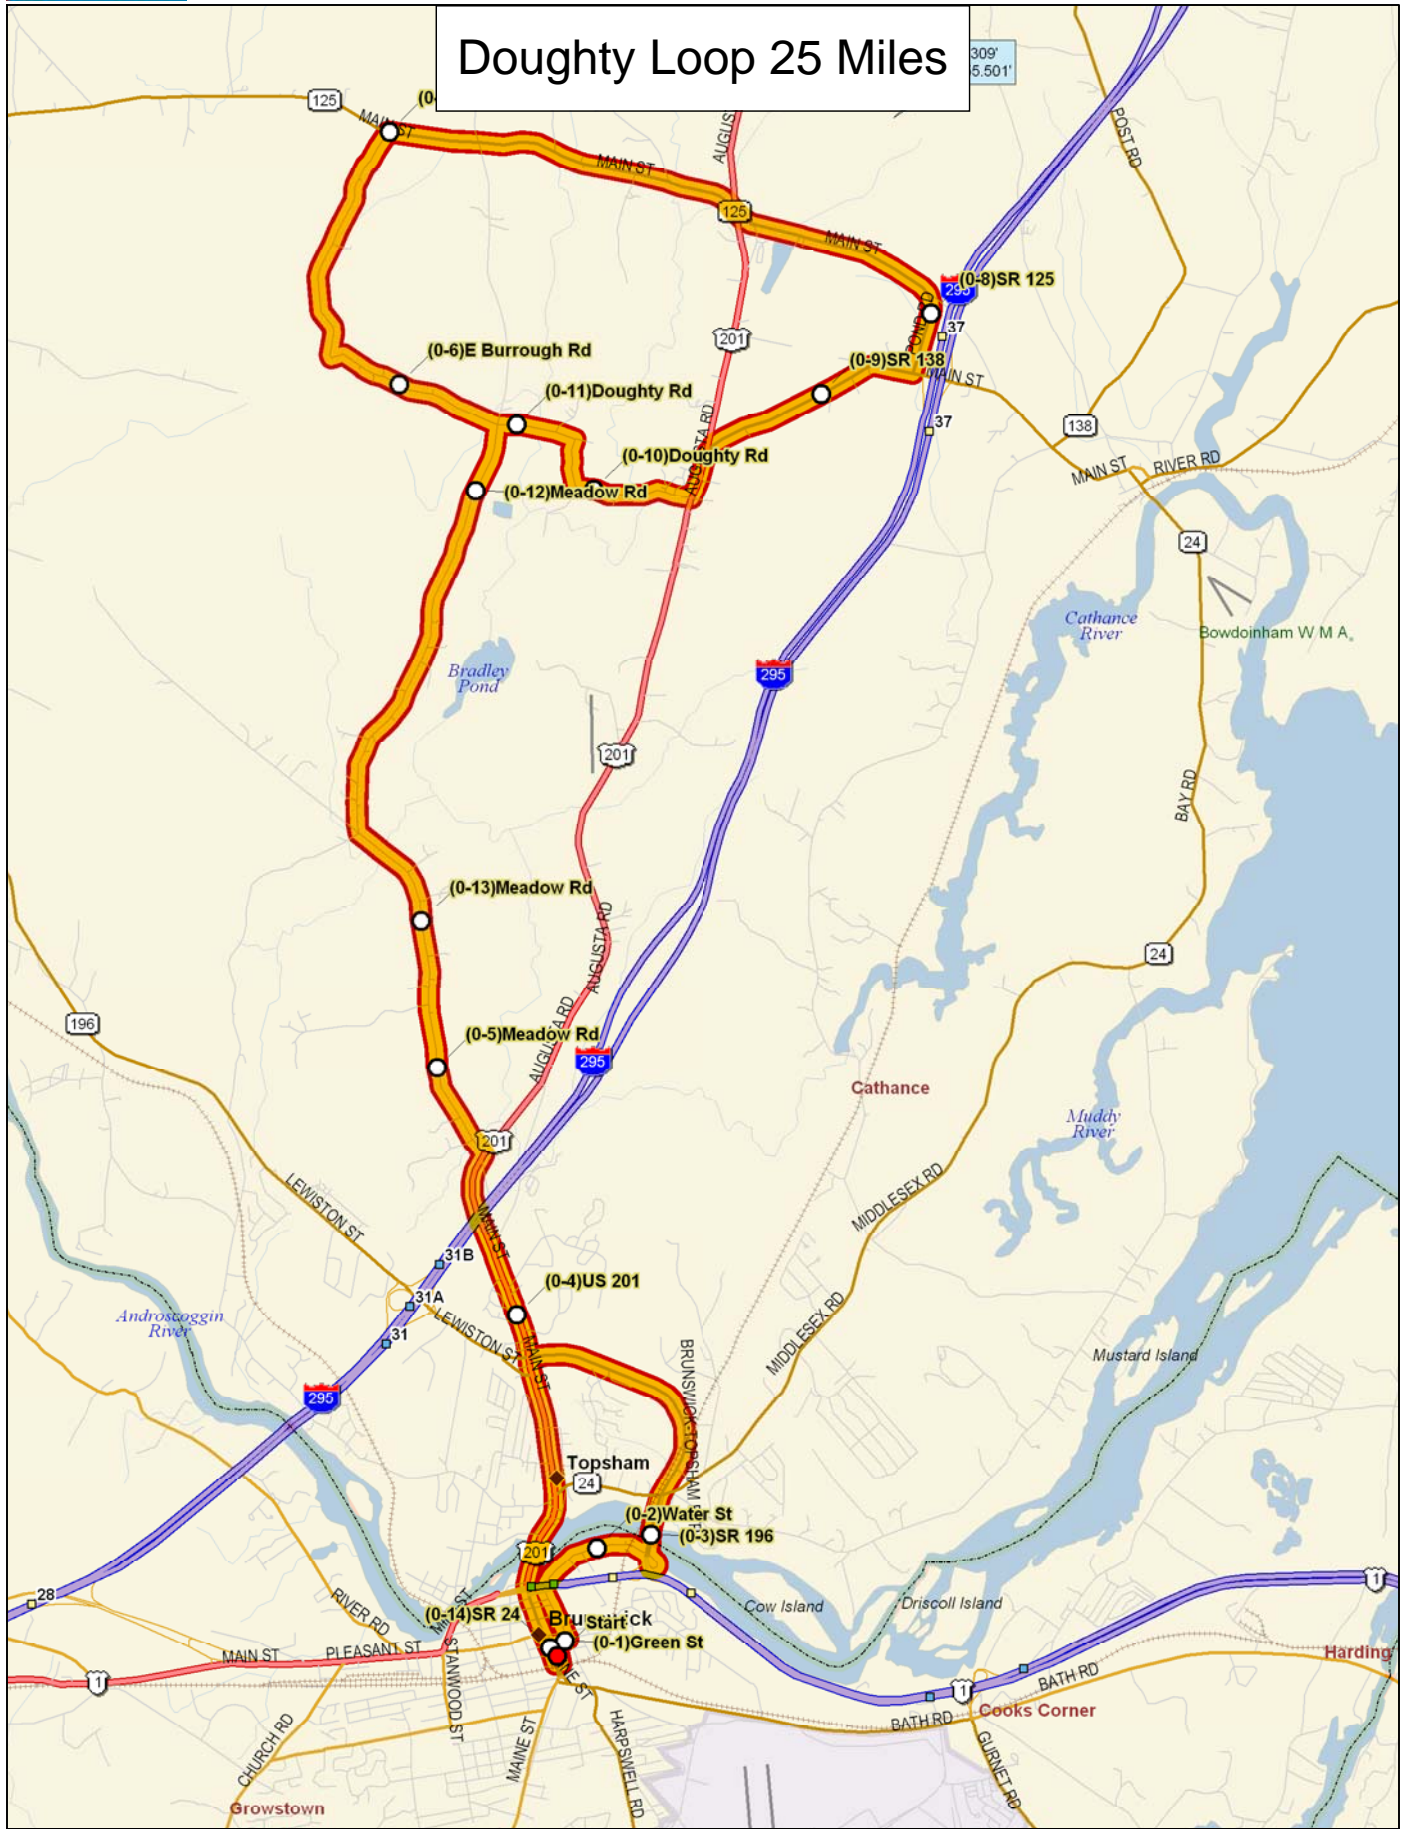 Doughty Loop 25 Miles
309'
5.501'
125
(0-
MAIN ST
MAIN ST
AUGUS
POST RD
125
MAIN ST
(0-8)SR 125
295
POND RD
37
201
(0-6)E Burrough Rd
(0-9)SR 138
MAIN ST
(0-11)Doughty Rd
AUGUSTA RD
37
138
(0-10)Doughty Rd
MAIN ST
RIVER RD
(0-12)Meadow Rd
24
Cathance
River
Bowdoinham W M A
Bradley
Pond
295
201
BAY RD
(0-13)Meadow Rd
AUGUSTA RD
24
196
(0-5)Meadow Rd
AUGUSTA RD
295
Cathance
Muddy
River
201
LEWISTON ST
MIDDLESEX RD
MAIN ST
31B
(0-4)US 201
31A
Androscoggin
River
LEWISTON ST
31
MIDDLESEX RD
MAIN ST
BRUNSWICK-TOPSHAM
Mustard Island
295
Topsham
24
(0-2)Water St
(0-3)SR 196
201
28
1
RIVER RD
MILL ST
Cow Island
Driscoll Island
(0-14)SR 24
Start
(0-1)Green St
MAIN ST
PLEASANT ST
STANWOOD ST
Harding
1
BATH RD
1
Cooks Corner
BATH RD
CHURCH RD
MAINE ST
HARPSWELL RD
GURNET RD
Growstown